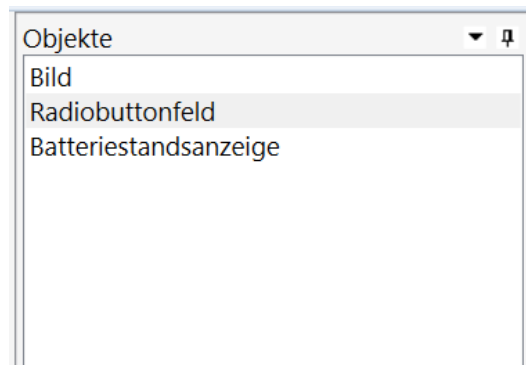 Objekte
Bild
Radiobuttonfeld
Batteriestandsanzeige